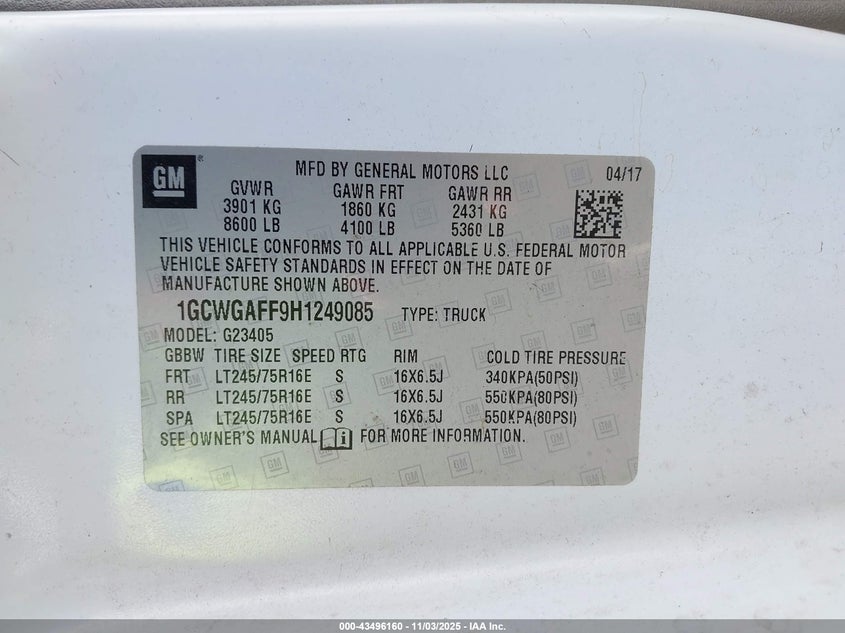 GM ® MFD BY GENERAL MOTORS LLC 04/17
GVWR GAWR FRT GAWR RR
3901 KG 1860 KG 2431 KG
8600 LB 4100 LB 5360 LB
THIS VEHICLE CONFORMS TO ALL APPLICABLE U.S. FEDERAL MOTOR
VEHICLE SAFETY STANDARDS IN EFFECT ON THE DATE OF
MANUFACTURE SHOWN ABOVE.
1GCWGAFF9H1249085 TYPE: TRUCK
MODEL: G23405
GBBW TIRE SIZE SPEED RTG RIM COLD TIRE PRESSURE
FRT LT245/75R16E S 16X6.5J 340KPA(50PSI)
RR LT245/75R16E S 16X6.5J 550KPA(80PSI)
SPA LT245/75R16E S 16X6.5J 550KPA(80PSI)
SEE OWNER'S MANUAL i FOR MORE INFORMATION.
000-43496160 - 11/03/2025 - IAA Inc.